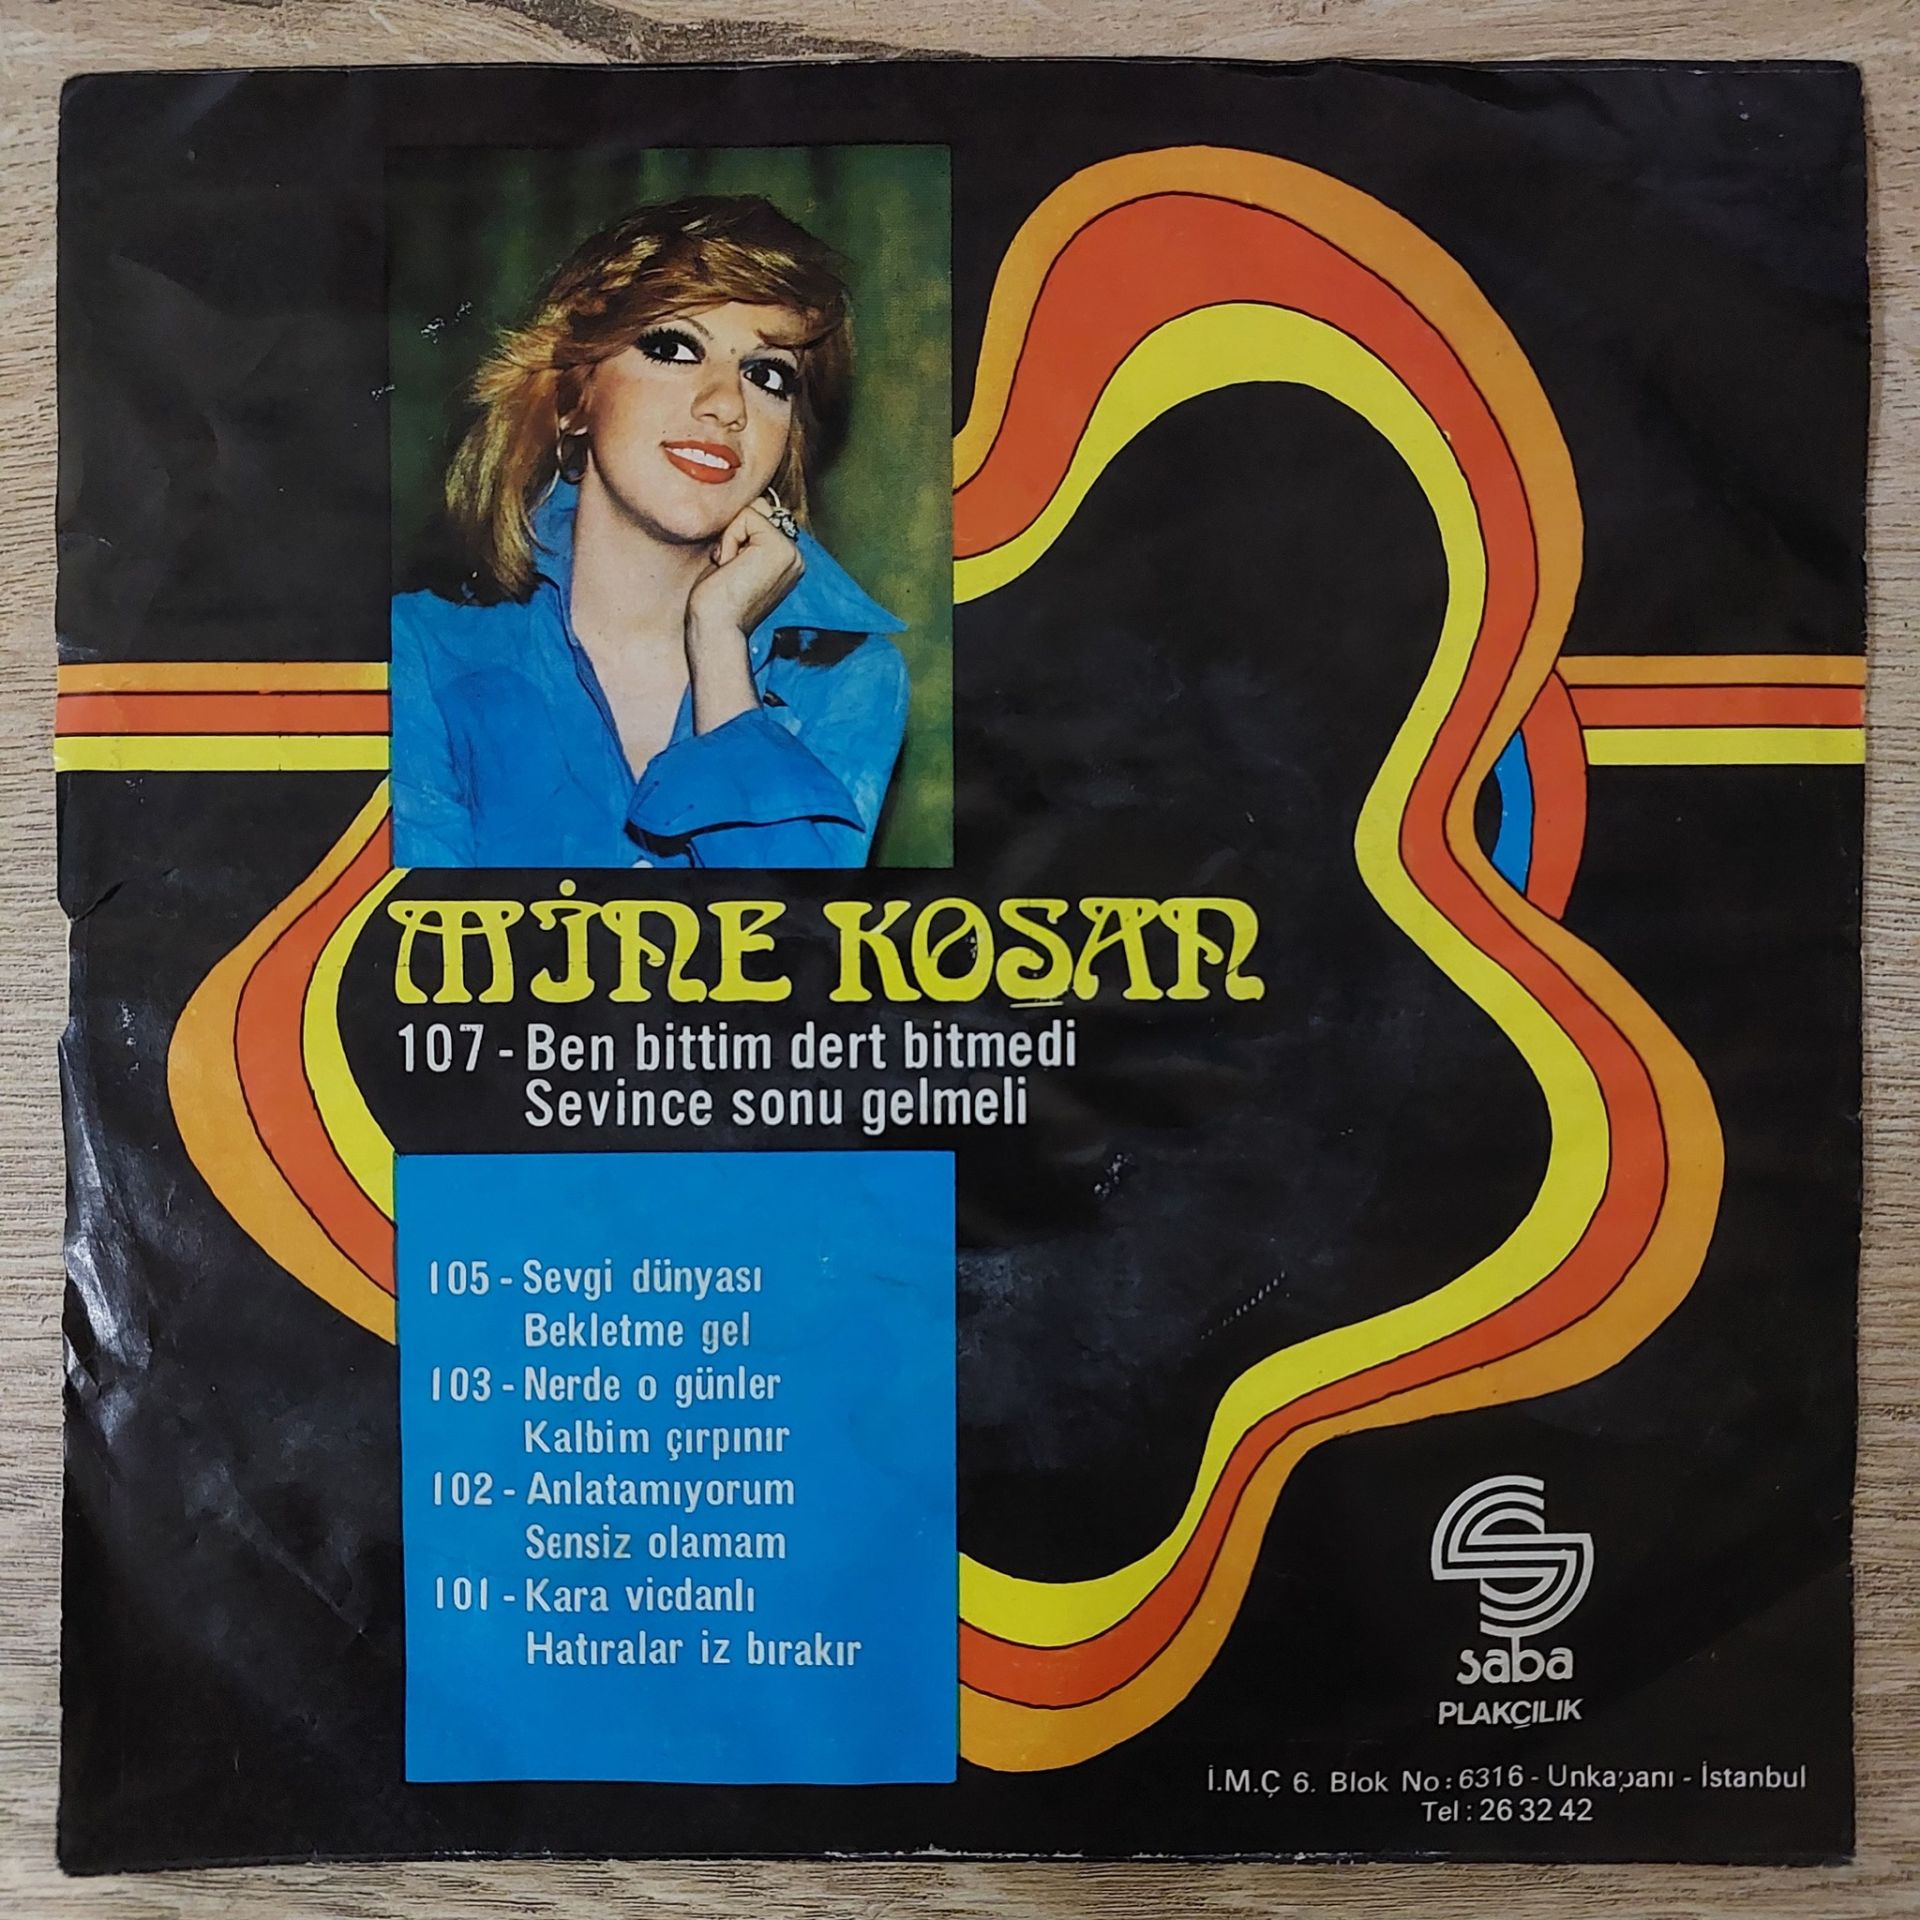 MİNE KOŞAN
107 - Ben bittim dert bitmedi
Sevince sonu gelmeli
105 - Sevgi dünyası
Bekletme gel
103 - Nerde o günler
Kalbim çırpınır
102 - Anlatamıyorum
Sensiz olamam
101 - Kara vicdanlı
Hatıralar iz bırakır
saba
PLAKÇILIK
İ.M.Ç 6. Blok No: 6316 - Unkapanı - İstanbul
Tel : 26 32 42